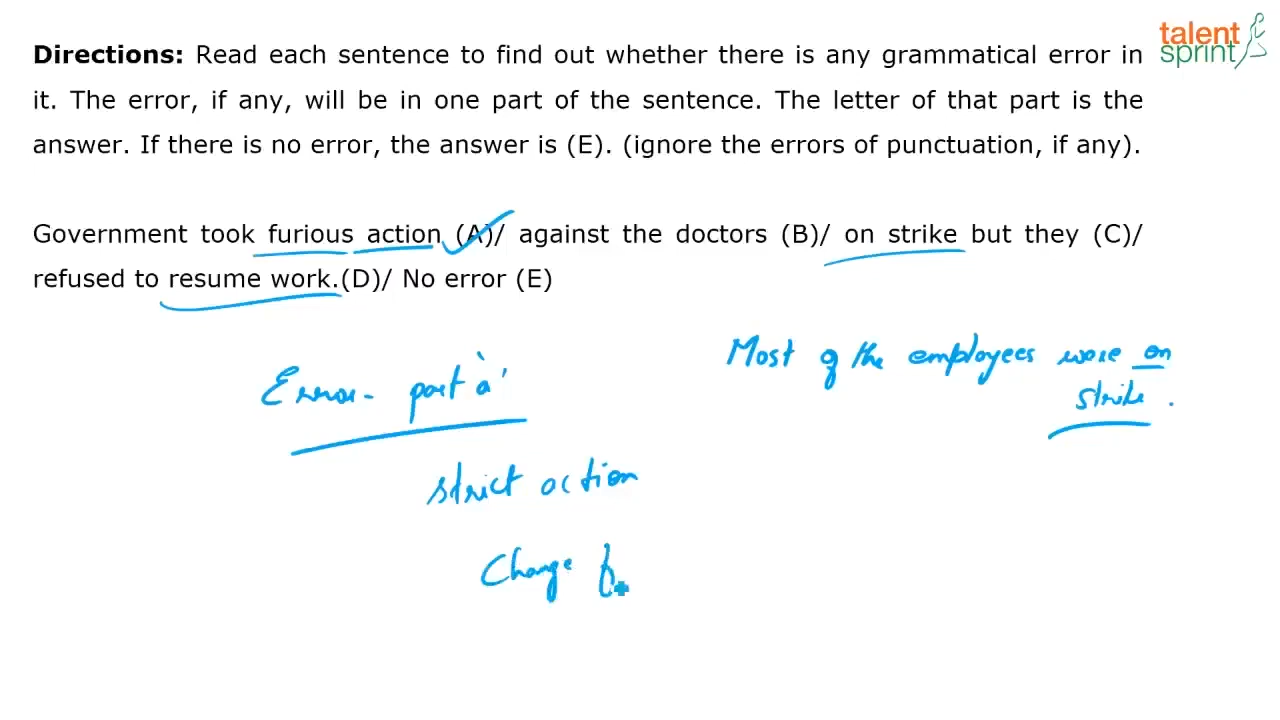 talent
sprint
Directions: Read each sentence to find out whether there is any grammatical error in
it. The error, if any, will be in one part of the sentence. The letter of that part is the
answer. If there is no error, the answer is (E). (ignore the errors of punctuation, if any).
Government took furious action (A)/ against the doctors (B)/ on strike but they (C)/
refused to resume work.(D)/ No error (E)
Most of the employees were on
strike.
Error - part 'a'
strict action
Change f